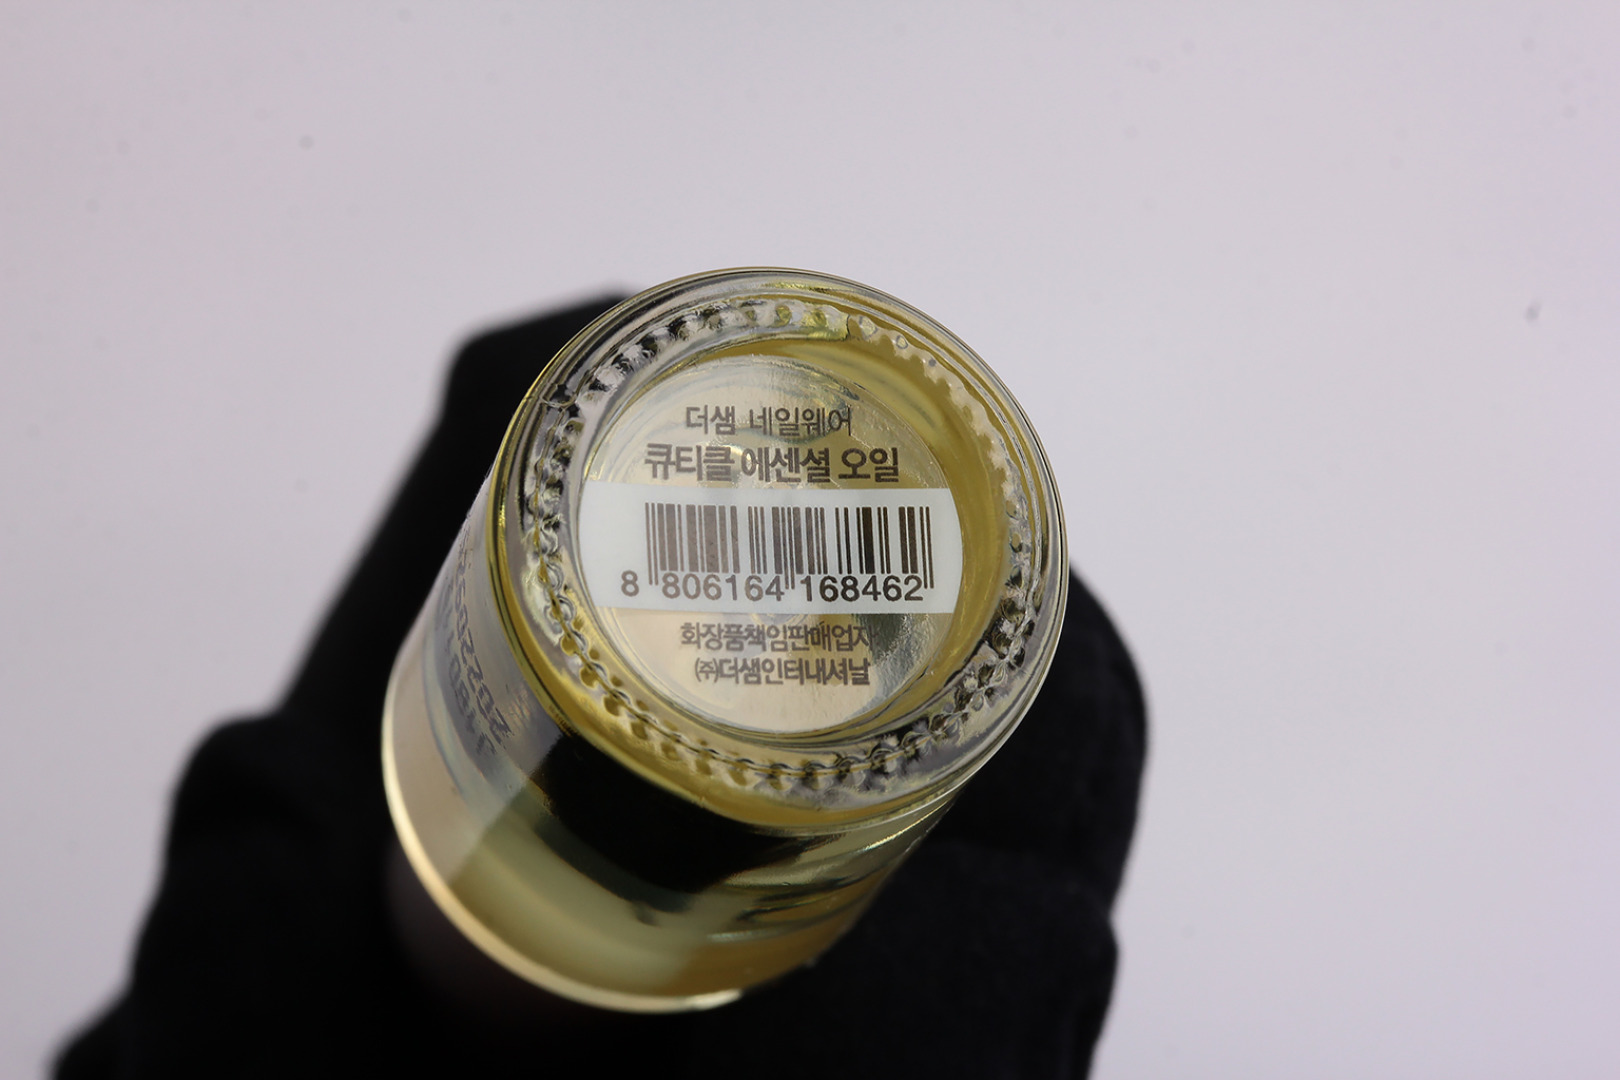 더샘 네일웨어
큐티클 에센셜 오일
8 806164 168462
화장품책임판매업자
㈜더샘인터내셔날